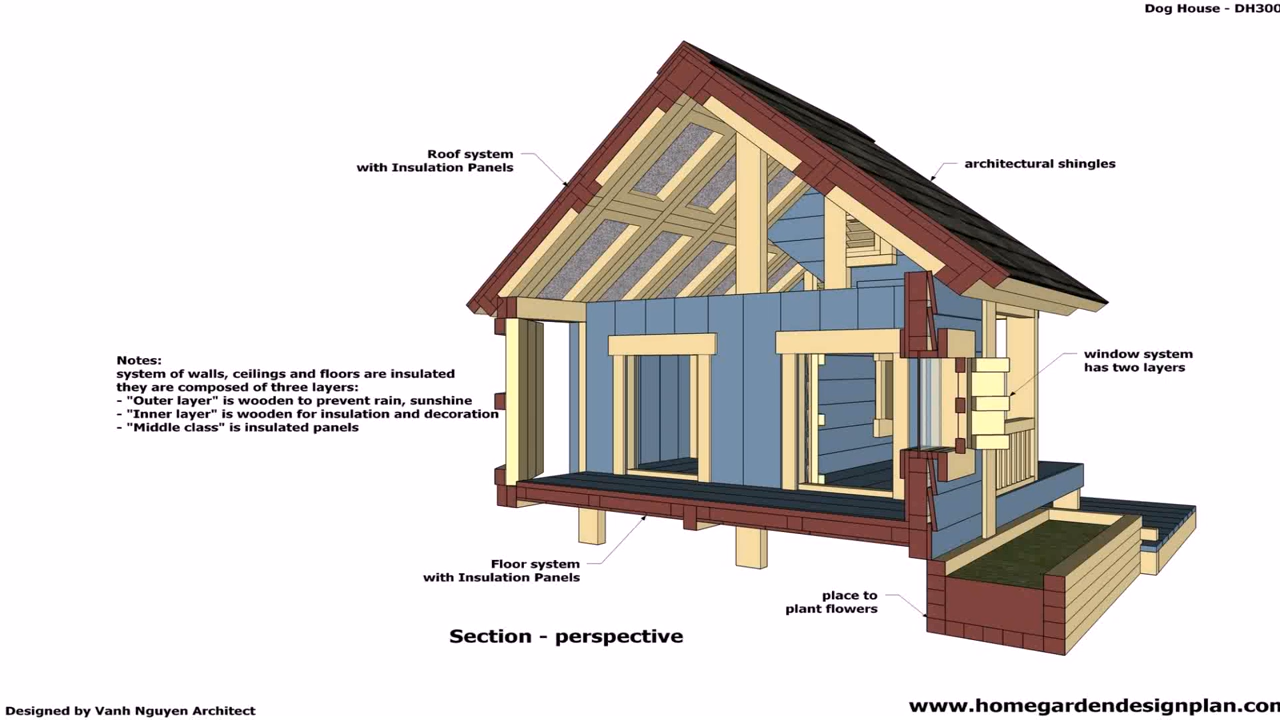 Dog House - DH300
Roof system
with Insulation Panels
architectural shingles
Notes:
system of walls, ceilings and floors are insulated
they are composed of three layers:
- "Outer layer" is wooden to prevent rain, sunshine
- "Inner layer" is wooden for insulation and decoration
- "Middle class" is insulated panels
window system
has two layers
Floor system
with Insulation Panels
place to
plant flowers
Section - perspective
Designed by Vanh Nguyen Architect
www.homegardendesignplan.com